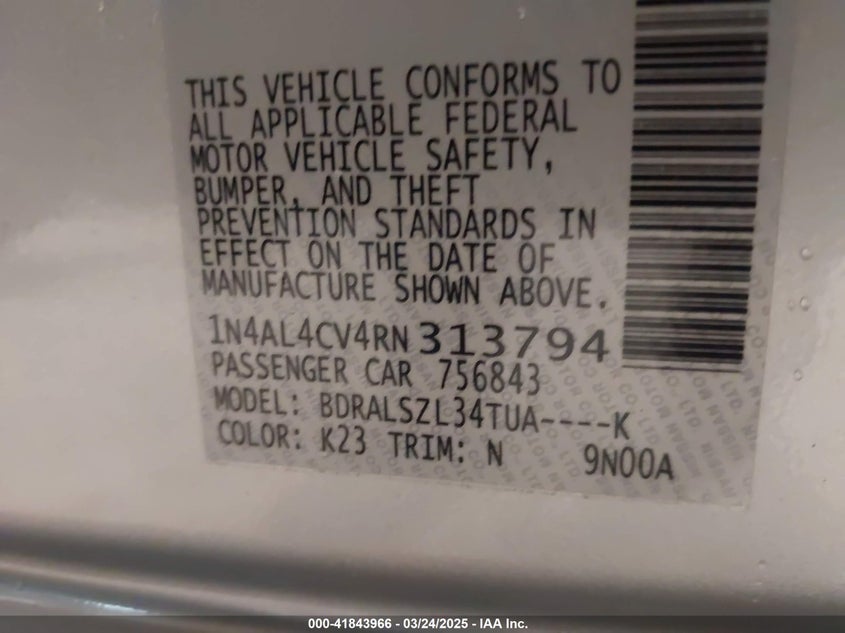 THIS VEHICLE CONFORMS TO
ALL APPLICABLE FEDERAL
MOTOR VEHICLE SAFETY,
BUMPER, AND THEFT
PREVENTION STANDARDS IN
EFFECT ON THE DATE OF
MANUFACTURE SHOWN ABOVE.
1N4AL4CV4RN313794
PASSENGER CAR 756843
MODEL: BDRALSZL34TUA----K
COLOR: K23 TRIM: N 9N00A
000-41843966 - 03/24/2025 - IAA Inc.